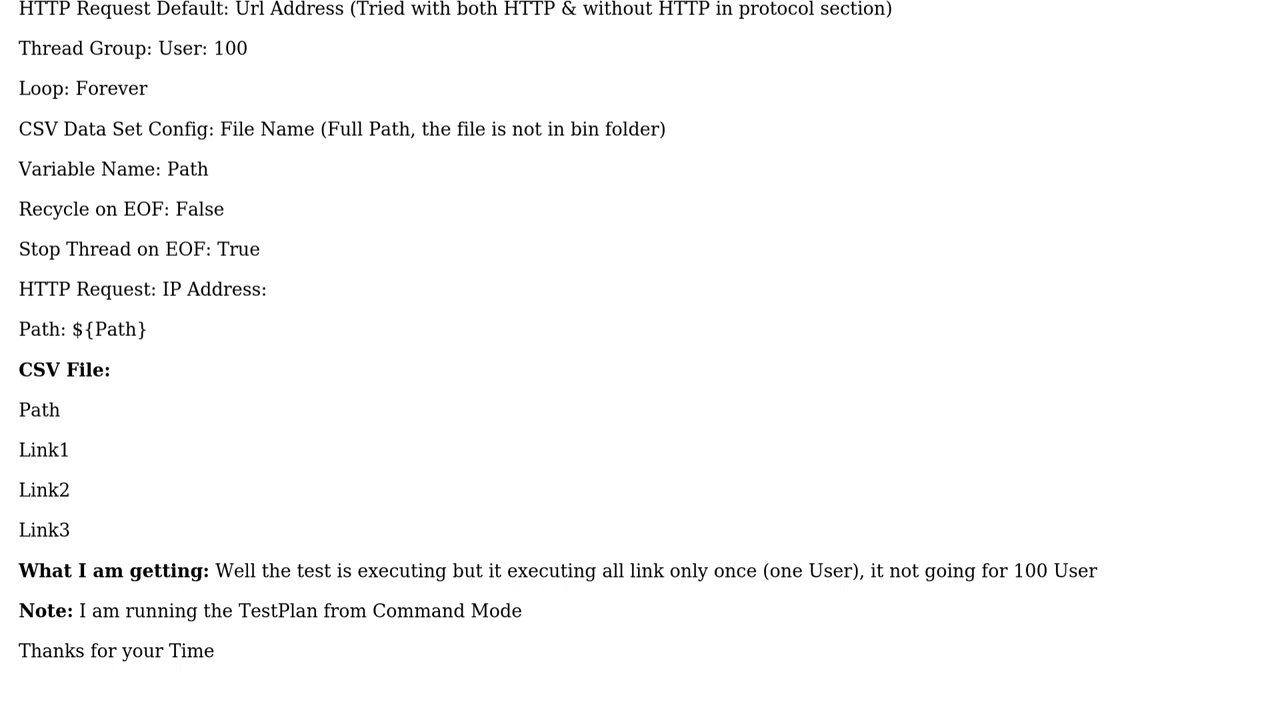 HTTP Request Default: Url Address (Tried with both HTTP & without HTTP in protocol section)
Thread Group: User: 100
Loop: Forever
CSV Data Set Config: File Name (Full Path, the file is not in bin folder)
Variable Name: Path
Recycle on EOF: False
Stop Thread on EOF: True
HTTP Request: IP Address:
Path: ${Path}
CSV File:
Path
Link1
Link2
Link3
What I am getting: Well the test is executing but it executing all link only once (one User), it not going for 100 User
Note: I am running the TestPlan from Command Mode
Thanks for your Time